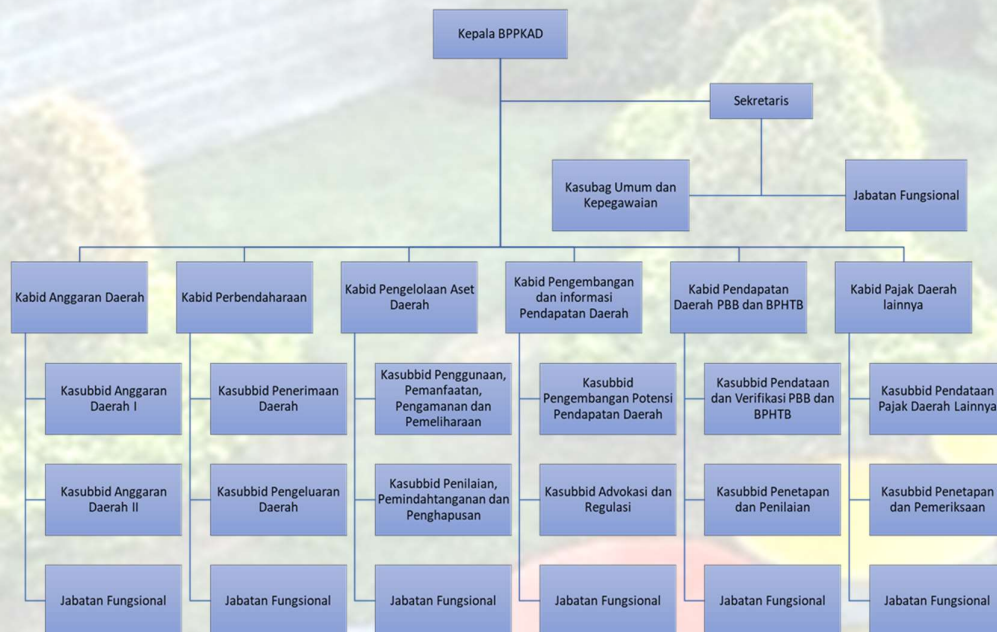 Kepala BPPKAD
Sekretaris
Kasubag Umum dan
Kepegawaian
Jabatan Fungsional
Kabid Anggaran Daerah
Kabid Perbendaharaan
Kabid Pengelolaan Aset
Daerah
Kabid Pengembangan
dan informasi
Pendapatan Daerah
Kabid Pendapatan
Daerah PBB dan BPHTB
Kabid Pajak Daerah
lainnya
Kasubbid Anggaran
Daerah I
Kasubbid Penerimaan
Daerah
Kasubbid Penggunaan,
Pemanfaatan,
Pengamanan dan
Pemeliharaan
Kasubbid
Pengembangan Potensi
Pendapatan Daerah
Kasubbid Pendataan
dan Verifikasi PBB dan
BPHTB
Kasubbid Pendataan
Pajak Daerah Lainnya
Kasubbid Anggaran
Daerah II
Kasubbid Pengeluaran
Daerah
Kasubbid Penilaian,
Pemindahtanganan dan
Penghapusan
Kasubbid Advokasi dan
Regulasi
Kasubbid Penetapan
dan Penilaian
Kasubbid Penetapan
dan Pemeriksaan
Jabatan Fungsional
Jabatan Fungsional
Jabatan Fungsional
Jabatan Fungsional
Jabatan Fungsional
Jabatan Fungsional